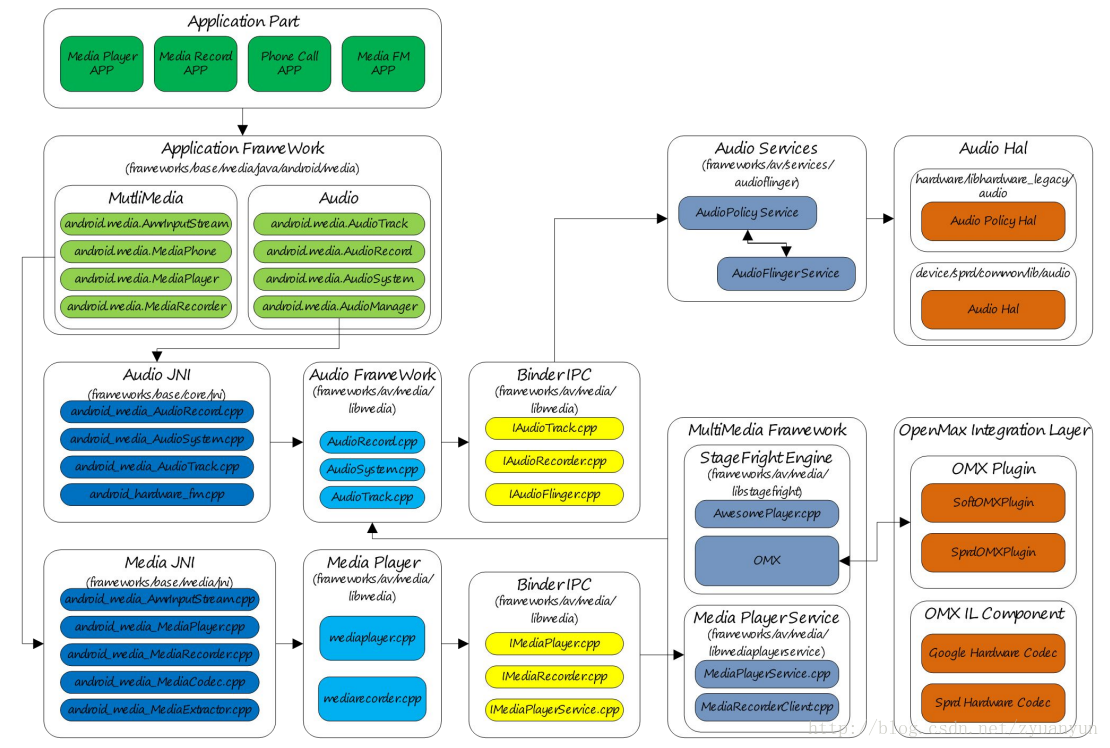 Application Part
Media Player
APP
Media Record
APP
Phone Call
APP
Media FM
APP
Application FrameWork
(frameworks/base/media/java/android/media)
MutliMedia
android.media.AmrInputStream
android.media.MediaPhone
android.media.MediaPlayer
android.media.MediaRecorder
Audio
android.media.AudioTrack
android.media.AudioRecord
android.media.AudioSystem
android.media.AudioManager
Audio Services
(frameworks/av/services/
audioflinger)
AudioPolicy Service
AudioFlingerService
Audio Hal
hardware/libhardware_legacy/
audio
Audio Policy Hal
device/sprd/common/lib/audio
Audio Hal
Audio JNI
(frameworks/base/core/jni)
android_media_AudioRecord.cpp
android_media_AudioSystem.cpp
android_media_AudioTrack.cpp
android_hardware_fm.cpp
Audio FrameWork
(frameworks/av/media/
libmedia)
AudioRecord.cpp
AudioSystem.cpp
AudioTrack.cpp
Binder IPC
(frameworks/av/media/
libmedia)
IAudioTrack.cpp
IAudioRecorder.cpp
IAudioFlinger.cpp
MultiMedia Framework
StageFright Engine
(frameworks/av/media/
libstagefright)
AwesomePlayer.cpp
OMX
OpenMax Integration Layer
OMX Plugin
SoftOMXPlugin
SprdOMXPlugin
Media JNI
(frameworks/base/media/jni)
android_media_AmrInputStream.cpp
android_media_MediaPlayer.cpp
android_media_MediaRecorder.cpp
android_media_MediaCodec.cpp
android_media_MediaExtractor.cpp
Media Player
(frameworks/av/media/
libmedia)
mediaplayer.cpp
mediarecorder.cpp
Binder IPC
(frameworks/av/media/
libmedia)
IMediaPlayer.cpp
IMediaRecorder.cpp
IMediaPlayerService.cpp
Media Player Service
(frameworks/av/media/
libmediaplayerservice)
MediaPlayerService.cpp
MediaRecorderClient.cpp
OMX IL Component
Google Hardware Codec
Sprd Hardware Codec
http://blog.csdn.net/zyuanyun